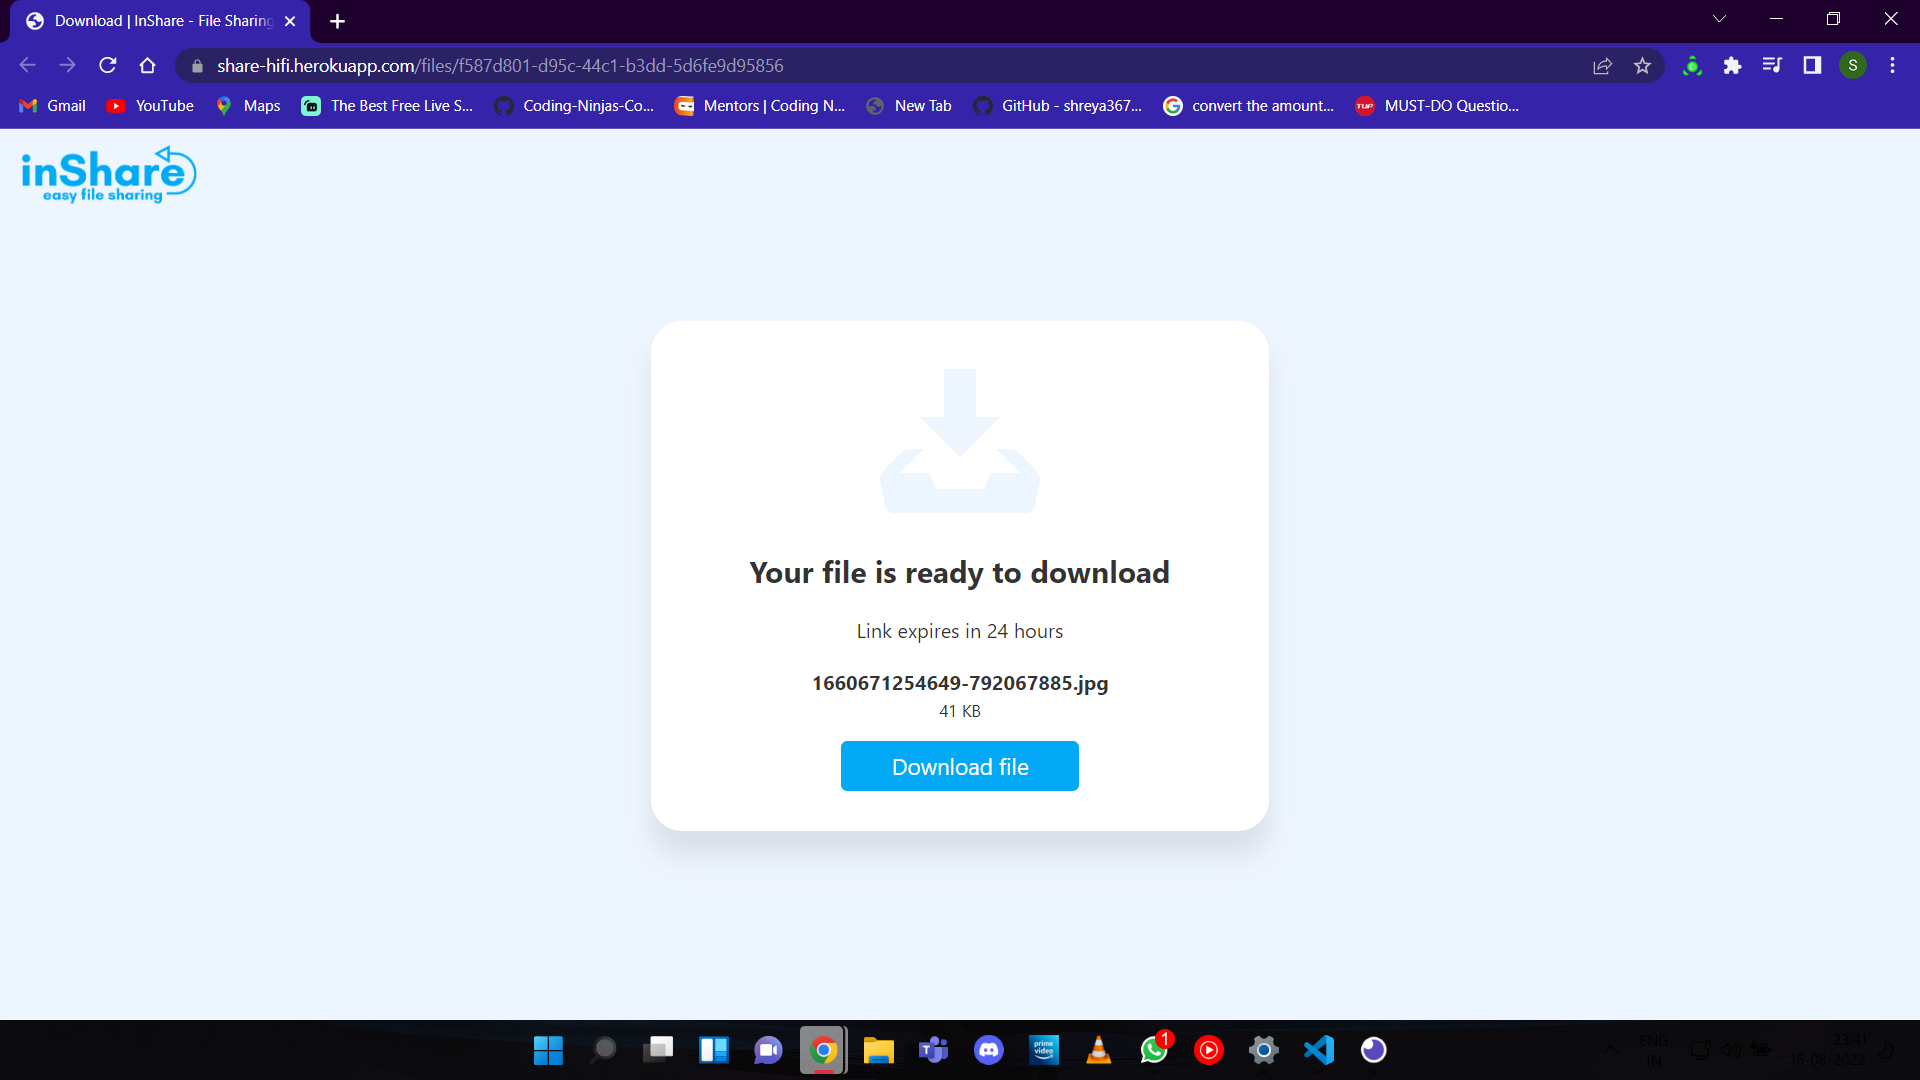 Download | InShare - File Sharing
share-hifi.herokuapp.com/files/f587d801-d95c-44c1-b3dd-5d6fe9d95856
S
Gmail
YouTube
Maps
The Best Free Live S...
Coding-Ninjas-Co...
Mentors | Coding N...
New Tab
GitHub - shreya367...
convert the amount...
TUF
MUST-DO Questio...
inShare
easy file sharing
Your file is ready to download
Link expires in 24 hours
1660671254649-792067885.jpg
41 KB
Download file
prime video
1
ENG
IN
23:41
16-08-2022